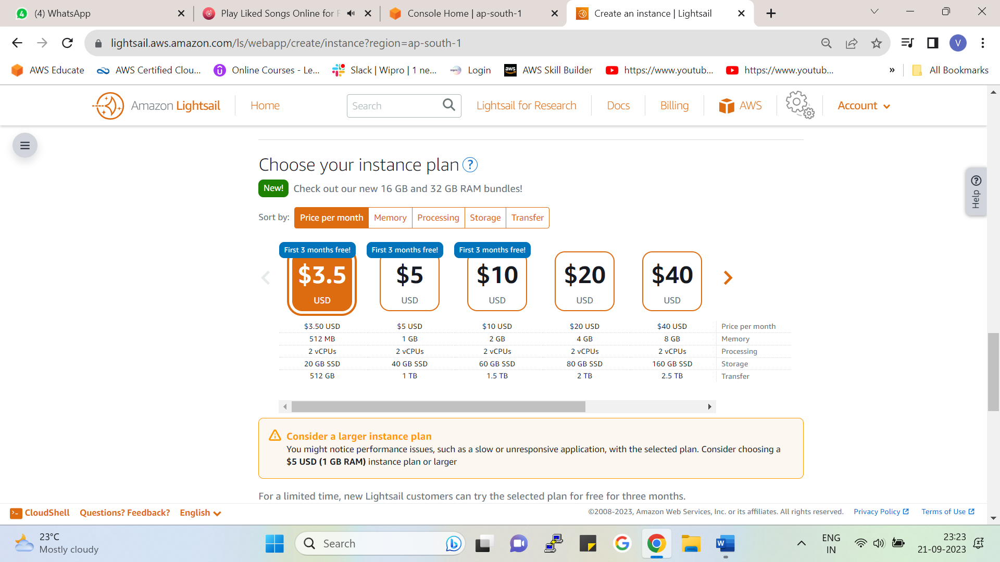 4 (4) WhatsApp Play Liked Songs Online for F Console Home | ap-south-1 Create an instance | Lightsail
lightsail.aws.amazon.com/ls/webapp/create/instance?region=ap-south-1 V
AWS Educate AWS Certified Clou... Online Courses - Le... Slack | Wipro | 1 ne... Login aws AWS Skill Builder https://www.youtub... https://www.youtub... » All Bookmarks
Amazon Lightsail Home Search Lightsail for Research Docs Billing AWS Account
Choose your instance plan ?
New! Check out our new 16 GB and 32 GB RAM bundles!
Help
Sort by: Price per month Memory Processing Storage Transfer
First 3 months free! First 3 months free! First 3 months free!
$3.5 $5 $10 $20 $40
USD USD USD USD USD
$3.50 USD $5 USD $10 USD $20 USD $40 USD Price per month
512 MB 1 GB 2 GB 4 GB 8 GB Memory
2 vCPUs 2 vCPUs 2 vCPUs 2 vCPUs 2 vCPUs Processing
20 GB SSD 40 GB SSD 60 GB SSD 80 GB SSD 160 GB SSD Storage
512 GB 1 TB 1.5 TB 2 TB 2.5 TB Transfer
Consider a larger instance plan
You might notice performance issues, such as a slow or unresponsive application, with the selected plan. Consider choosing a
$5 USD (1 GB RAM) instance plan or larger
For a limited time, new Lightsail customers can try the selected plan for free for three months.
CloudShell Questions? Feedback? English ©2008-2023, Amazon Web Services, Inc. or its affiliates. All rights reserved. Privacy Policy Terms of Use
23°C
Mostly cloudy
Search
ENG
IN
23:23
21-09-2023